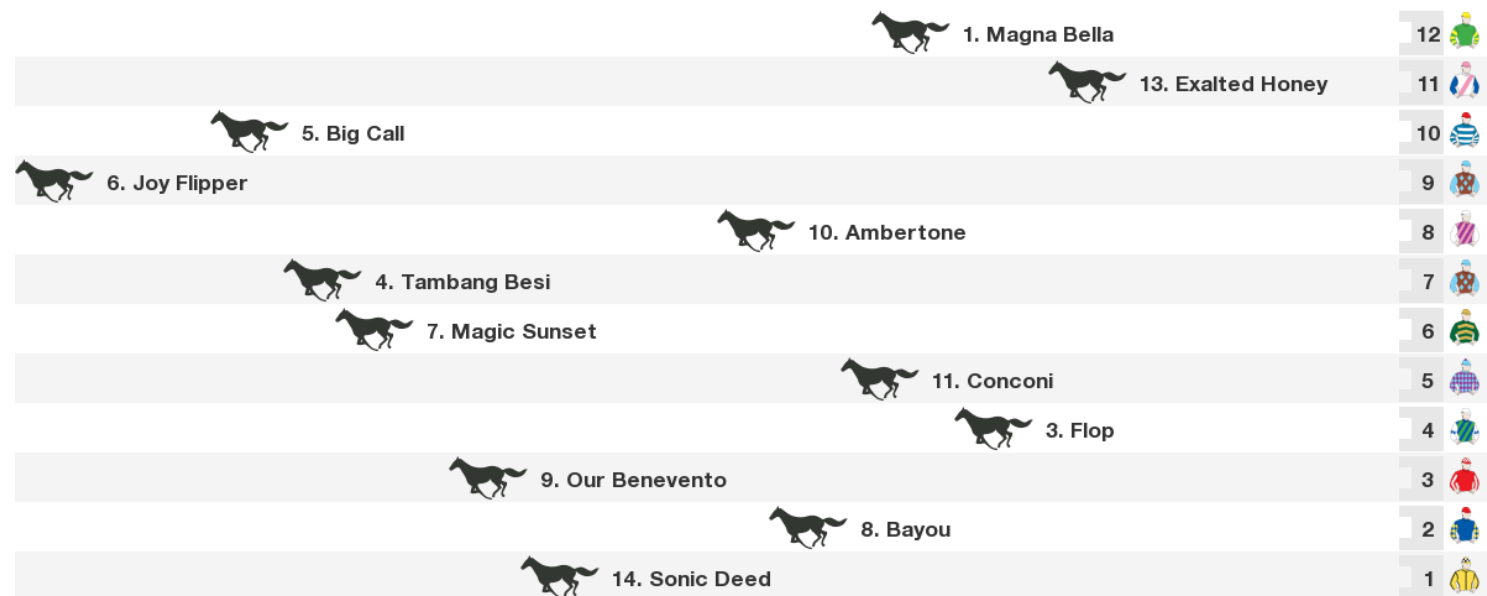 1. Magna Bella 12
13. Exalted Honey 11
5. Big Call 10
6. Joy Flipper 9
10. Ambertone 8
4. Tambang Besi 7
7. Magic Sunset 6
11. Conconi 5
3. Flop 4
9. Our Benevento 3
8. Bayou 2
14. Sonic Deed 1